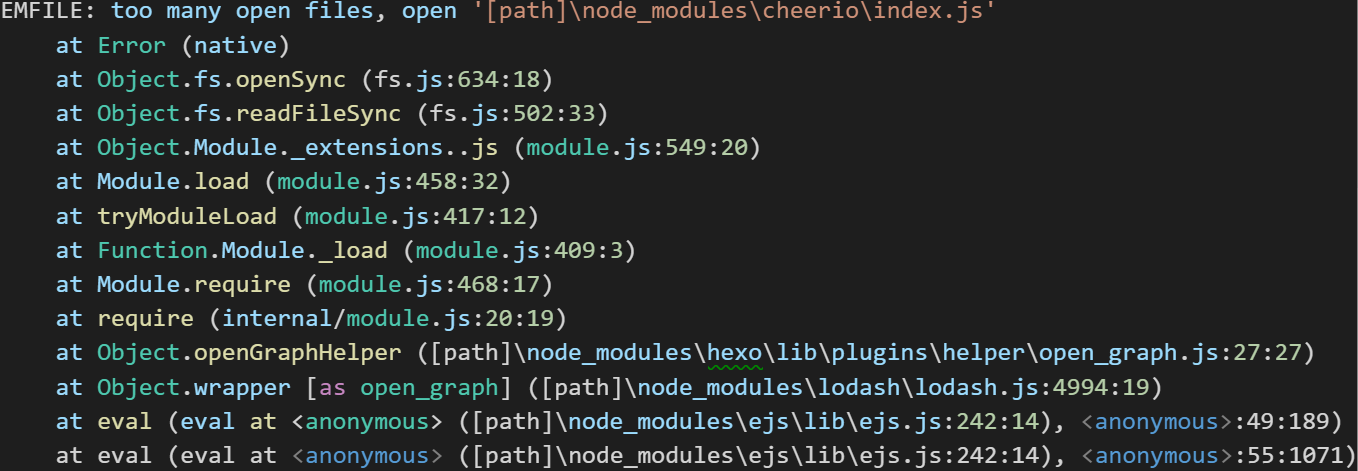 EMFILE: too many open files, open '[path]\node_modules\cheerio\index.js'
    at Error (native)
    at Object.fs.openSync (fs.js:634:18)
    at Object.fs.readFileSync (fs.js:502:33)
    at Object.Module._extensions..js (module.js:549:20)
    at Module.load (module.js:458:32)
    at tryModuleLoad (module.js:417:12)
    at Function.Module._load (module.js:409:3)
    at Module.require (module.js:468:17)
    at require (internal/module.js:20:19)
    at Object.openGraphHelper ([path]\node_modules\hexo\lib\plugins\helper\open_graph.js:27:27)
    at Object.wrapper [as open_graph] ([path]\node_modules\lodash\lodash.js:4994:19)
    at eval (eval at <anonymous> ([path]\node_modules\ejs\lib\ejs.js:242:14), <anonymous>:49:189)
    at eval (eval at <anonymous> ([path]\node_modules\ejs\lib\ejs.js:242:14), <anonymous>:55:1071)